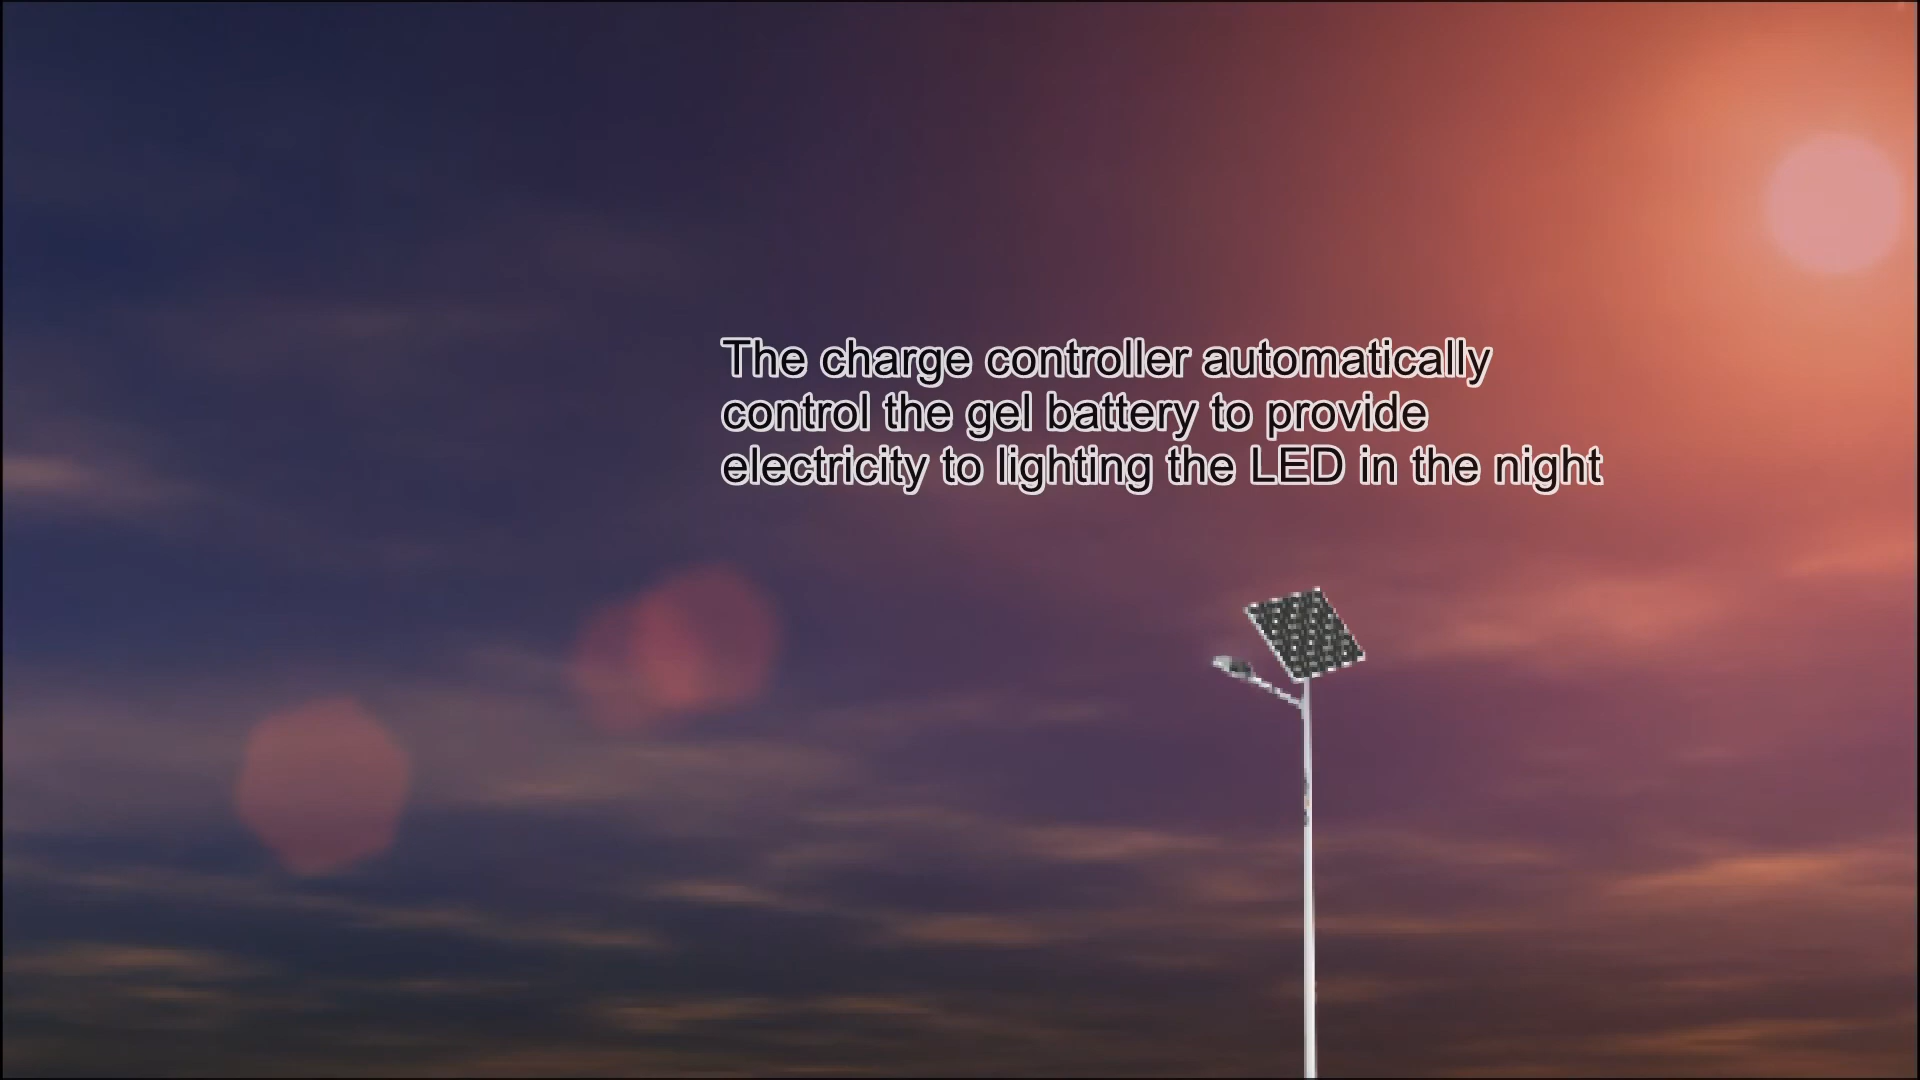 The charge controller automatically
control the gel battery to provide
electricity to lighting the LED in the night